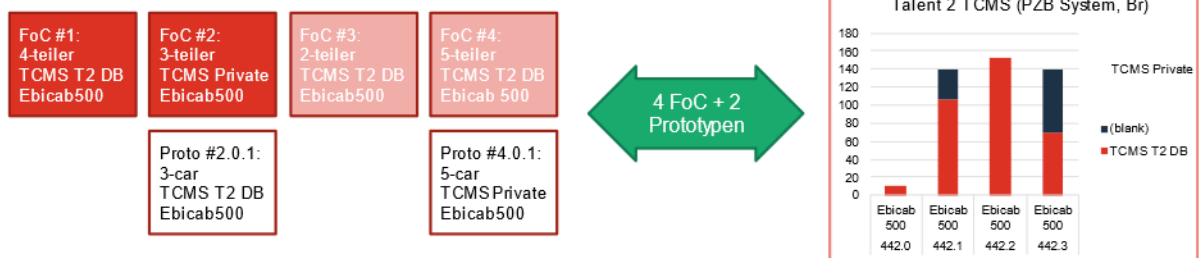 FoC #1:
4-teiler
TCMS T2 DB
Ebicab500
FoC #2:
3-teiler
TCMS Private
Ebicab500
FoC #3:
2-teiler
TCMS T2 DB
Ebicab500
FoC #4:
5-teiler
TCMS T2 DB
Ebicab 500
Proto #2.0.1:
3-car
TCMS T2 DB
Ebicab500
Proto #4.0.1:
5-car
TCMS Private
Ebicab500
4 FoC + 2
Prototypen
Talent 2 TCMS (PZB System, Br)
180
160
140
120
100
80
60
40
20
0
Ebicab
500
442.0
Ebicab
500
442.1
Ebicab
500
442.2
Ebicab
500
442.3
TCMS Private
(blank)
TCMS T2 DB